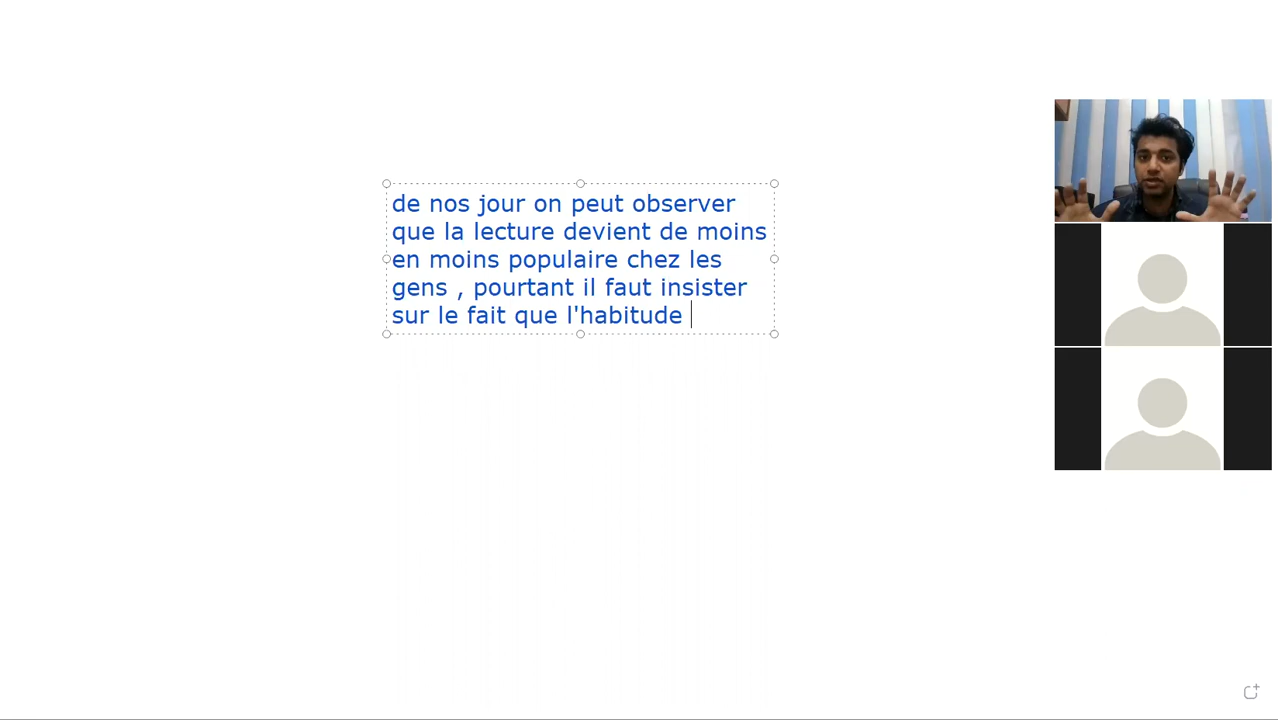 de nos jour on peut observer
que la lecture devient de moins
en moins populaire chez les
gens , pourtant il faut insister
sur le fait que l'habitude